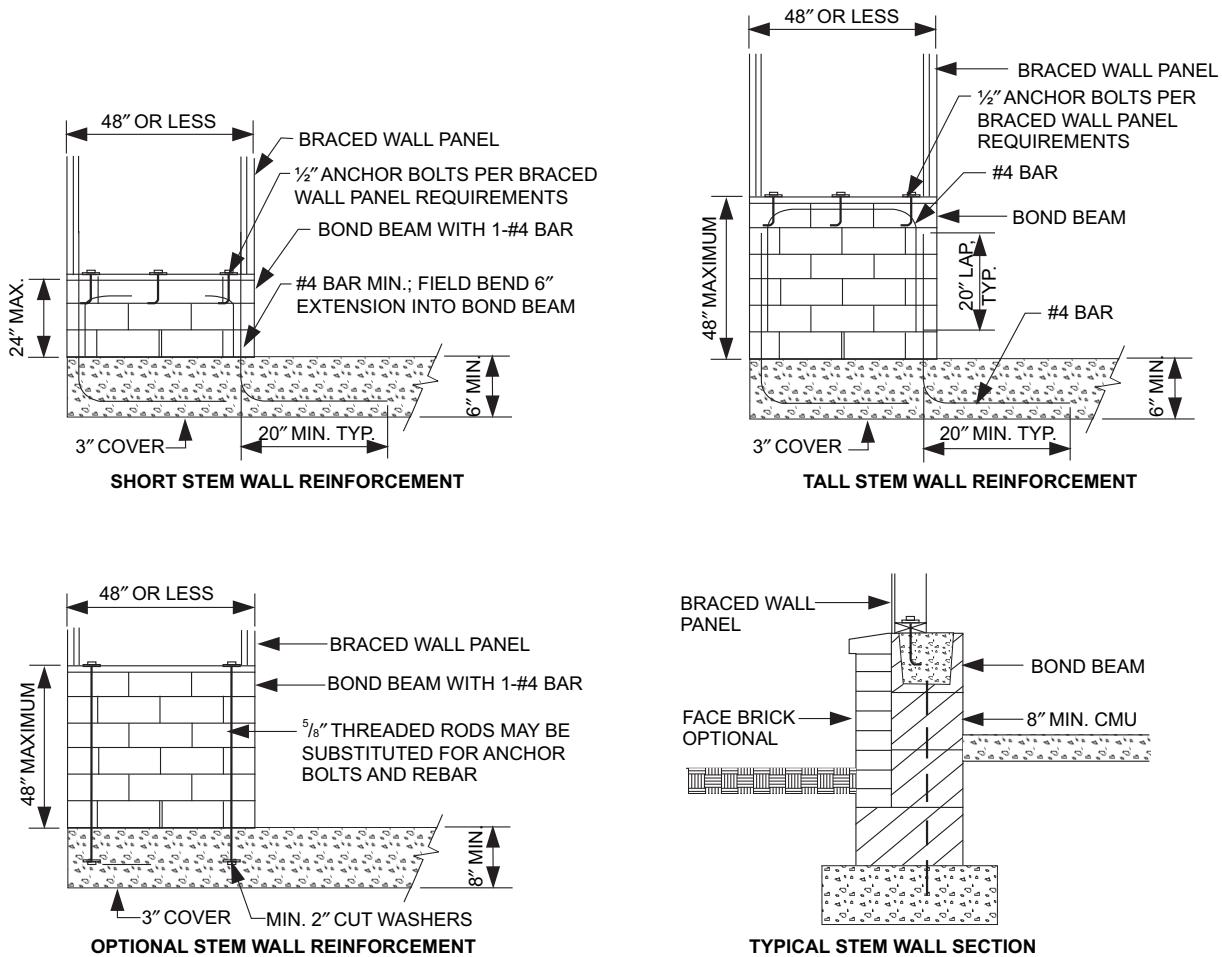 48″ OR LESS
BRACED WALL PANEL
½″ ANCHOR BOLTS PER BRACED
WALL PANEL REQUIREMENTS
BOND BEAM WITH 1-#4 BAR
#4 BAR MIN.; FIELD BEND 6″
EXTENSION INTO BOND BEAM
24″ MAX.
6″ MIN.
3″ COVER
20″ MIN. TYP.
SHORT STEM WALL REINFORCEMENT
48″ OR LESS
BRACED WALL PANEL
½″ ANCHOR BOLTS PER
BRACED WALL PANEL
REQUIREMENTS
#4 BAR
BOND BEAM
48″ MAXIMUM
20″ LAP,
TYP.
#4 BAR
6″ MIN.
3″ COVER
20″ MIN. TYP.
TALL STEM WALL REINFORCEMENT
48″ OR LESS
BRACED WALL PANEL
BOND BEAM WITH 1-#4 BAR
48″ MAXIMUM
⅝″ THREADED RODS MAY BE
SUBSTITUTED FOR ANCHOR
BOLTS AND REBAR
8″ MIN.
3″ COVER
MIN. 2″ CUT WASHERS
OPTIONAL STEM WALL REINFORCEMENT
BRACED WALL
PANEL
BOND BEAM
FACE BRICK
OPTIONAL
8″ MIN. CMU
TYPICAL STEM WALL SECTION